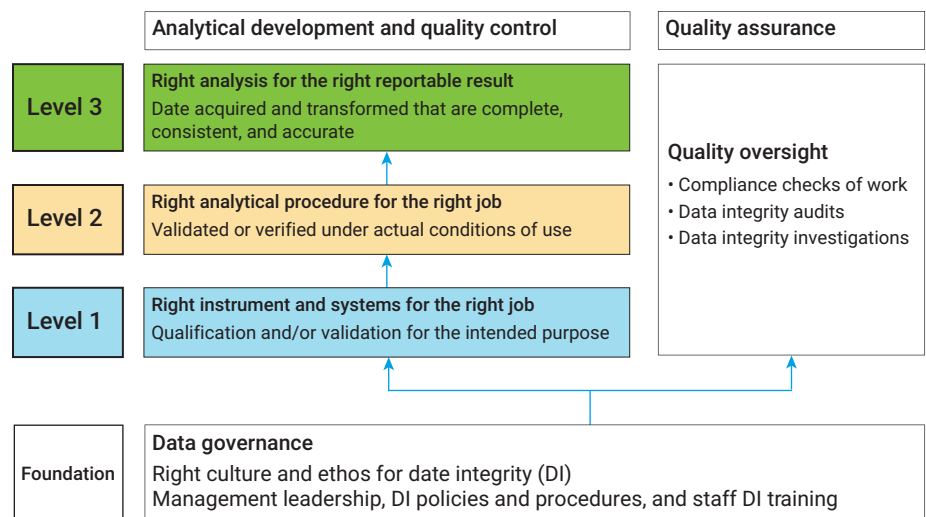 Analytical development and quality control
Quality assurance
Level 3
Right analysis for the right reportable result
Date acquired and transformed that are complete,
consistent, and accurate
Level 2
Right analytical procedure for the right job
Validated or verified under actual conditions of use
Level 1
Right instrument and systems for the right job
Qualification and/or validation for the intended purpose
Quality oversight
• Compliance checks of work
• Data integrity audits
• Data integrity investigations
Foundation
Data governance
Right culture and ethos for date integrity (DI)
Management leadership, DI policies and procedures, and staff DI training